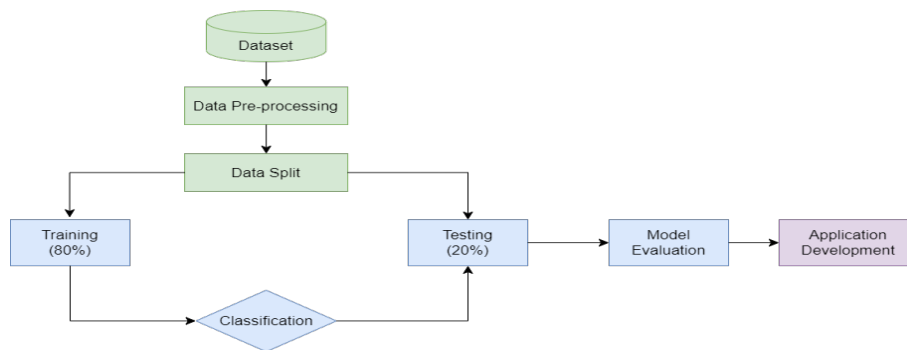 Dataset
Data Pre-processing
Data Split
Training
(80%)
Testing
(20%)
Model
Evaluation
Application
Development
Classification